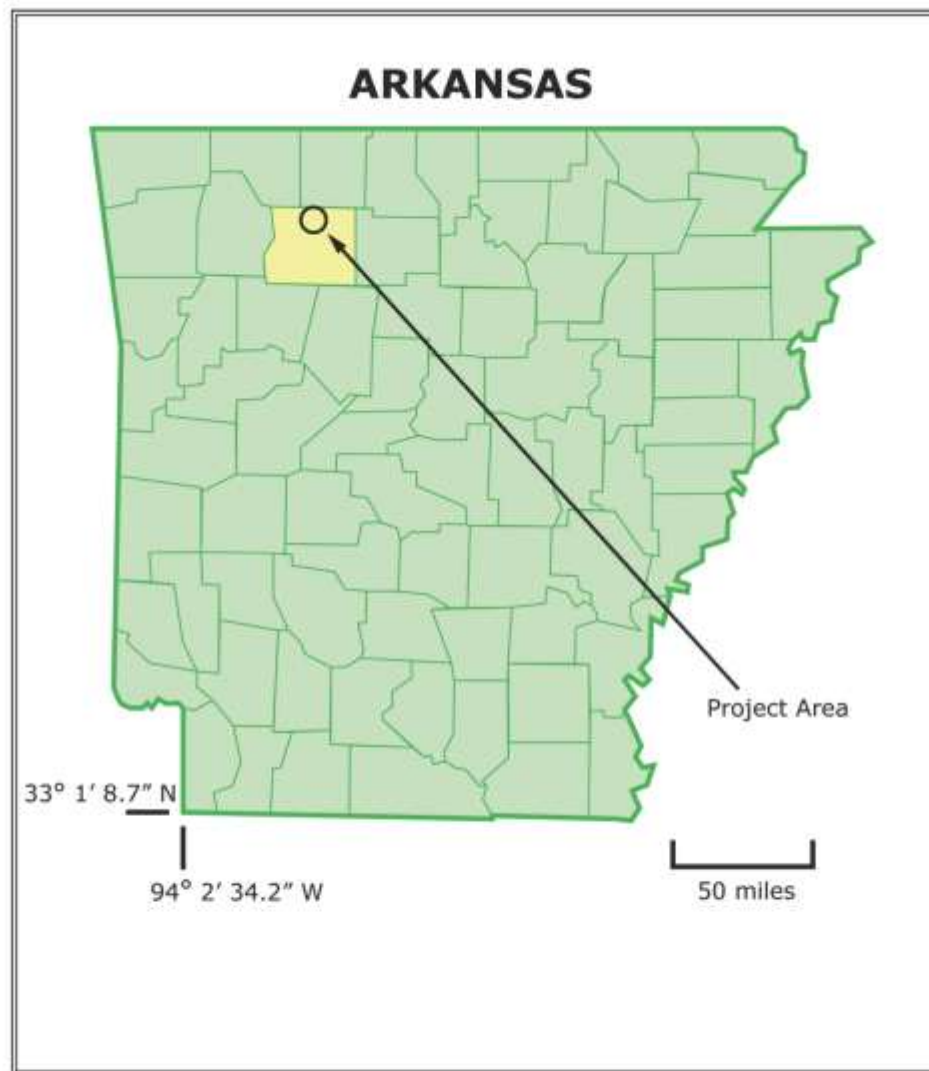 ARKANSAS
Project Area
33° 1’ 8.7” N
94° 2’ 34.2” W
50 miles